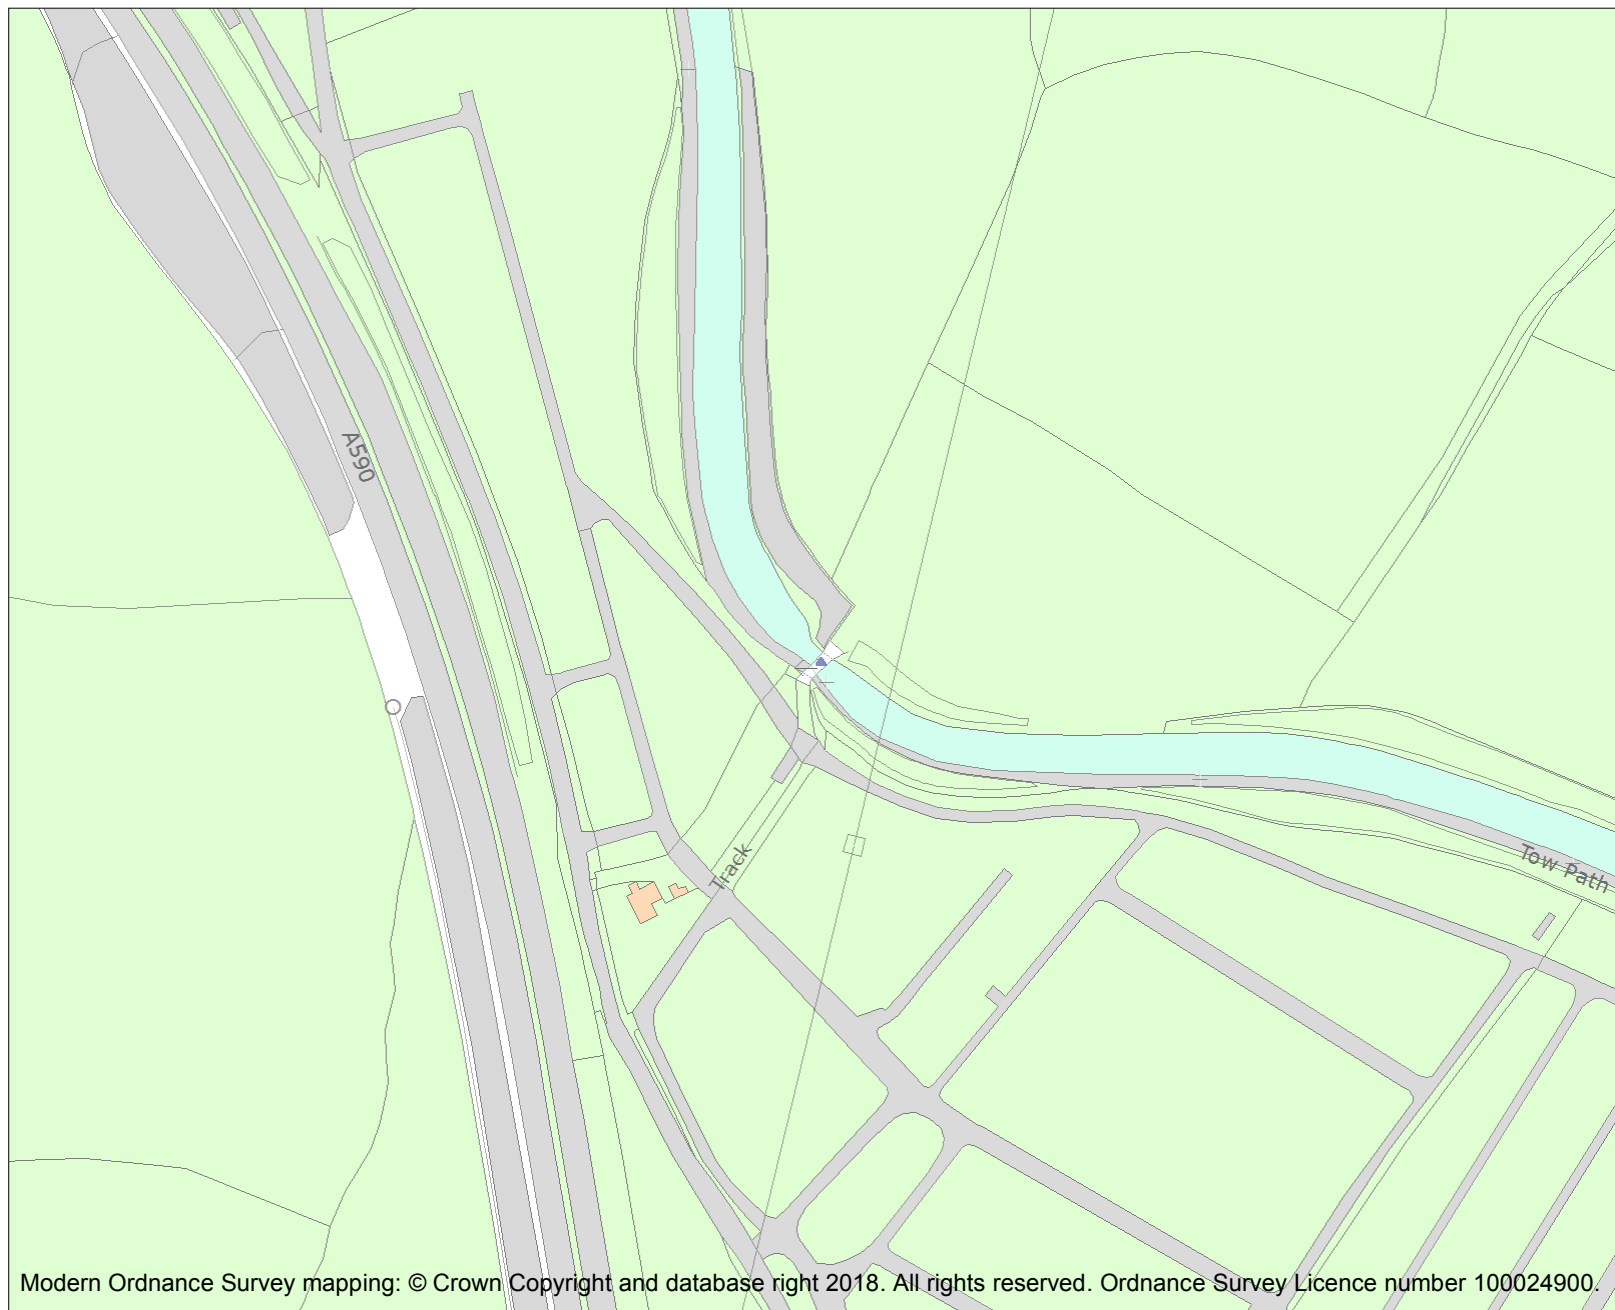 A590
Track
Tow Path
Modern Ordnance Survey mapping: © Crown Copyright and database right 2018. All rights reserved. Ordnance Survey Licence number 100024900.